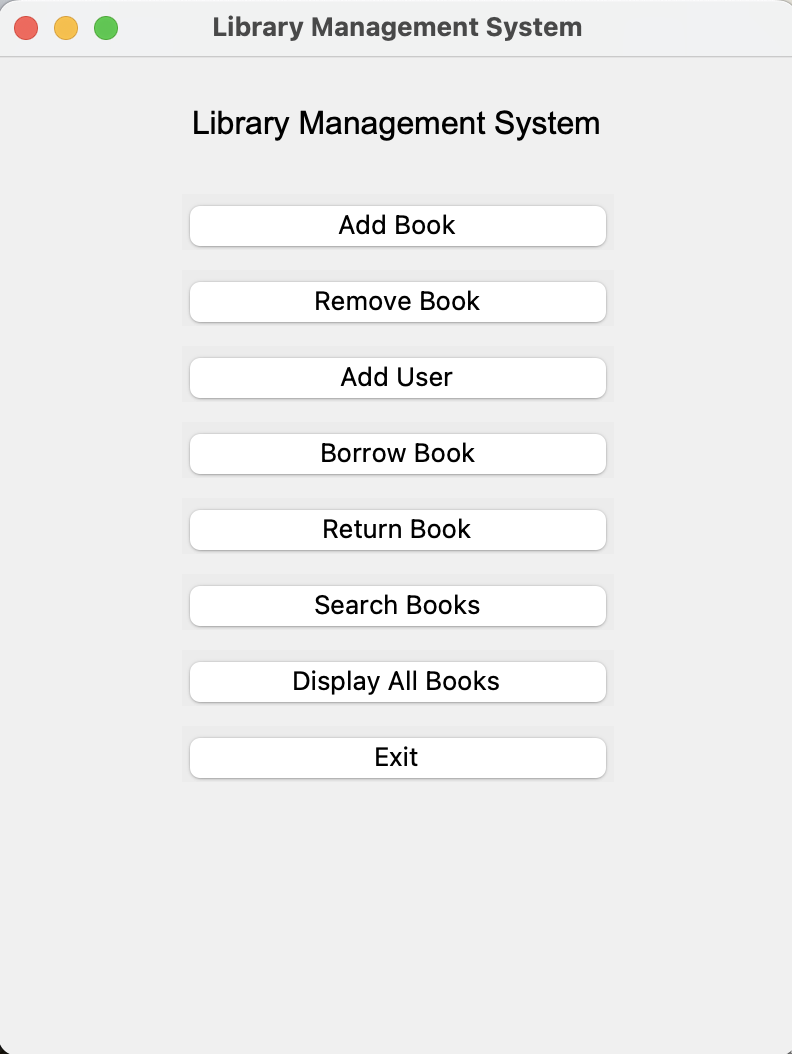 Library Management System
Library Management System
Add Book
Remove Book
Add User
Borrow Book
Return Book
Search Books
Display All Books
Exit